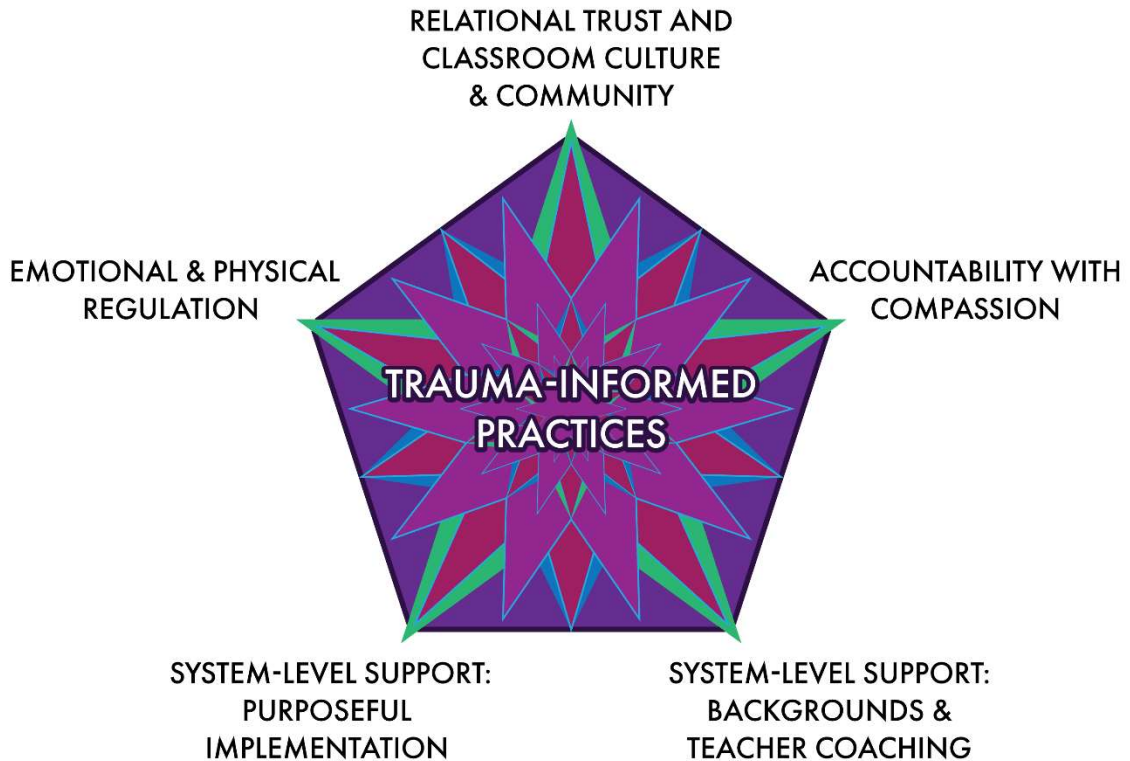 RELATIONAL TRUST AND
CLASSROOM CULTURE
& COMMUNITY
EMOTIONAL & PHYSICAL
REGULATION
ACCOUNTABILITY WITH
COMPASSION
TRAUMA-INFORMED
PRACTICES
SYSTEM-LEVEL SUPPORT:
PURPOSEFUL
IMPLEMENTATION
SYSTEM-LEVEL SUPPORT:
BACKGROUNDS &
TEACHER COACHING